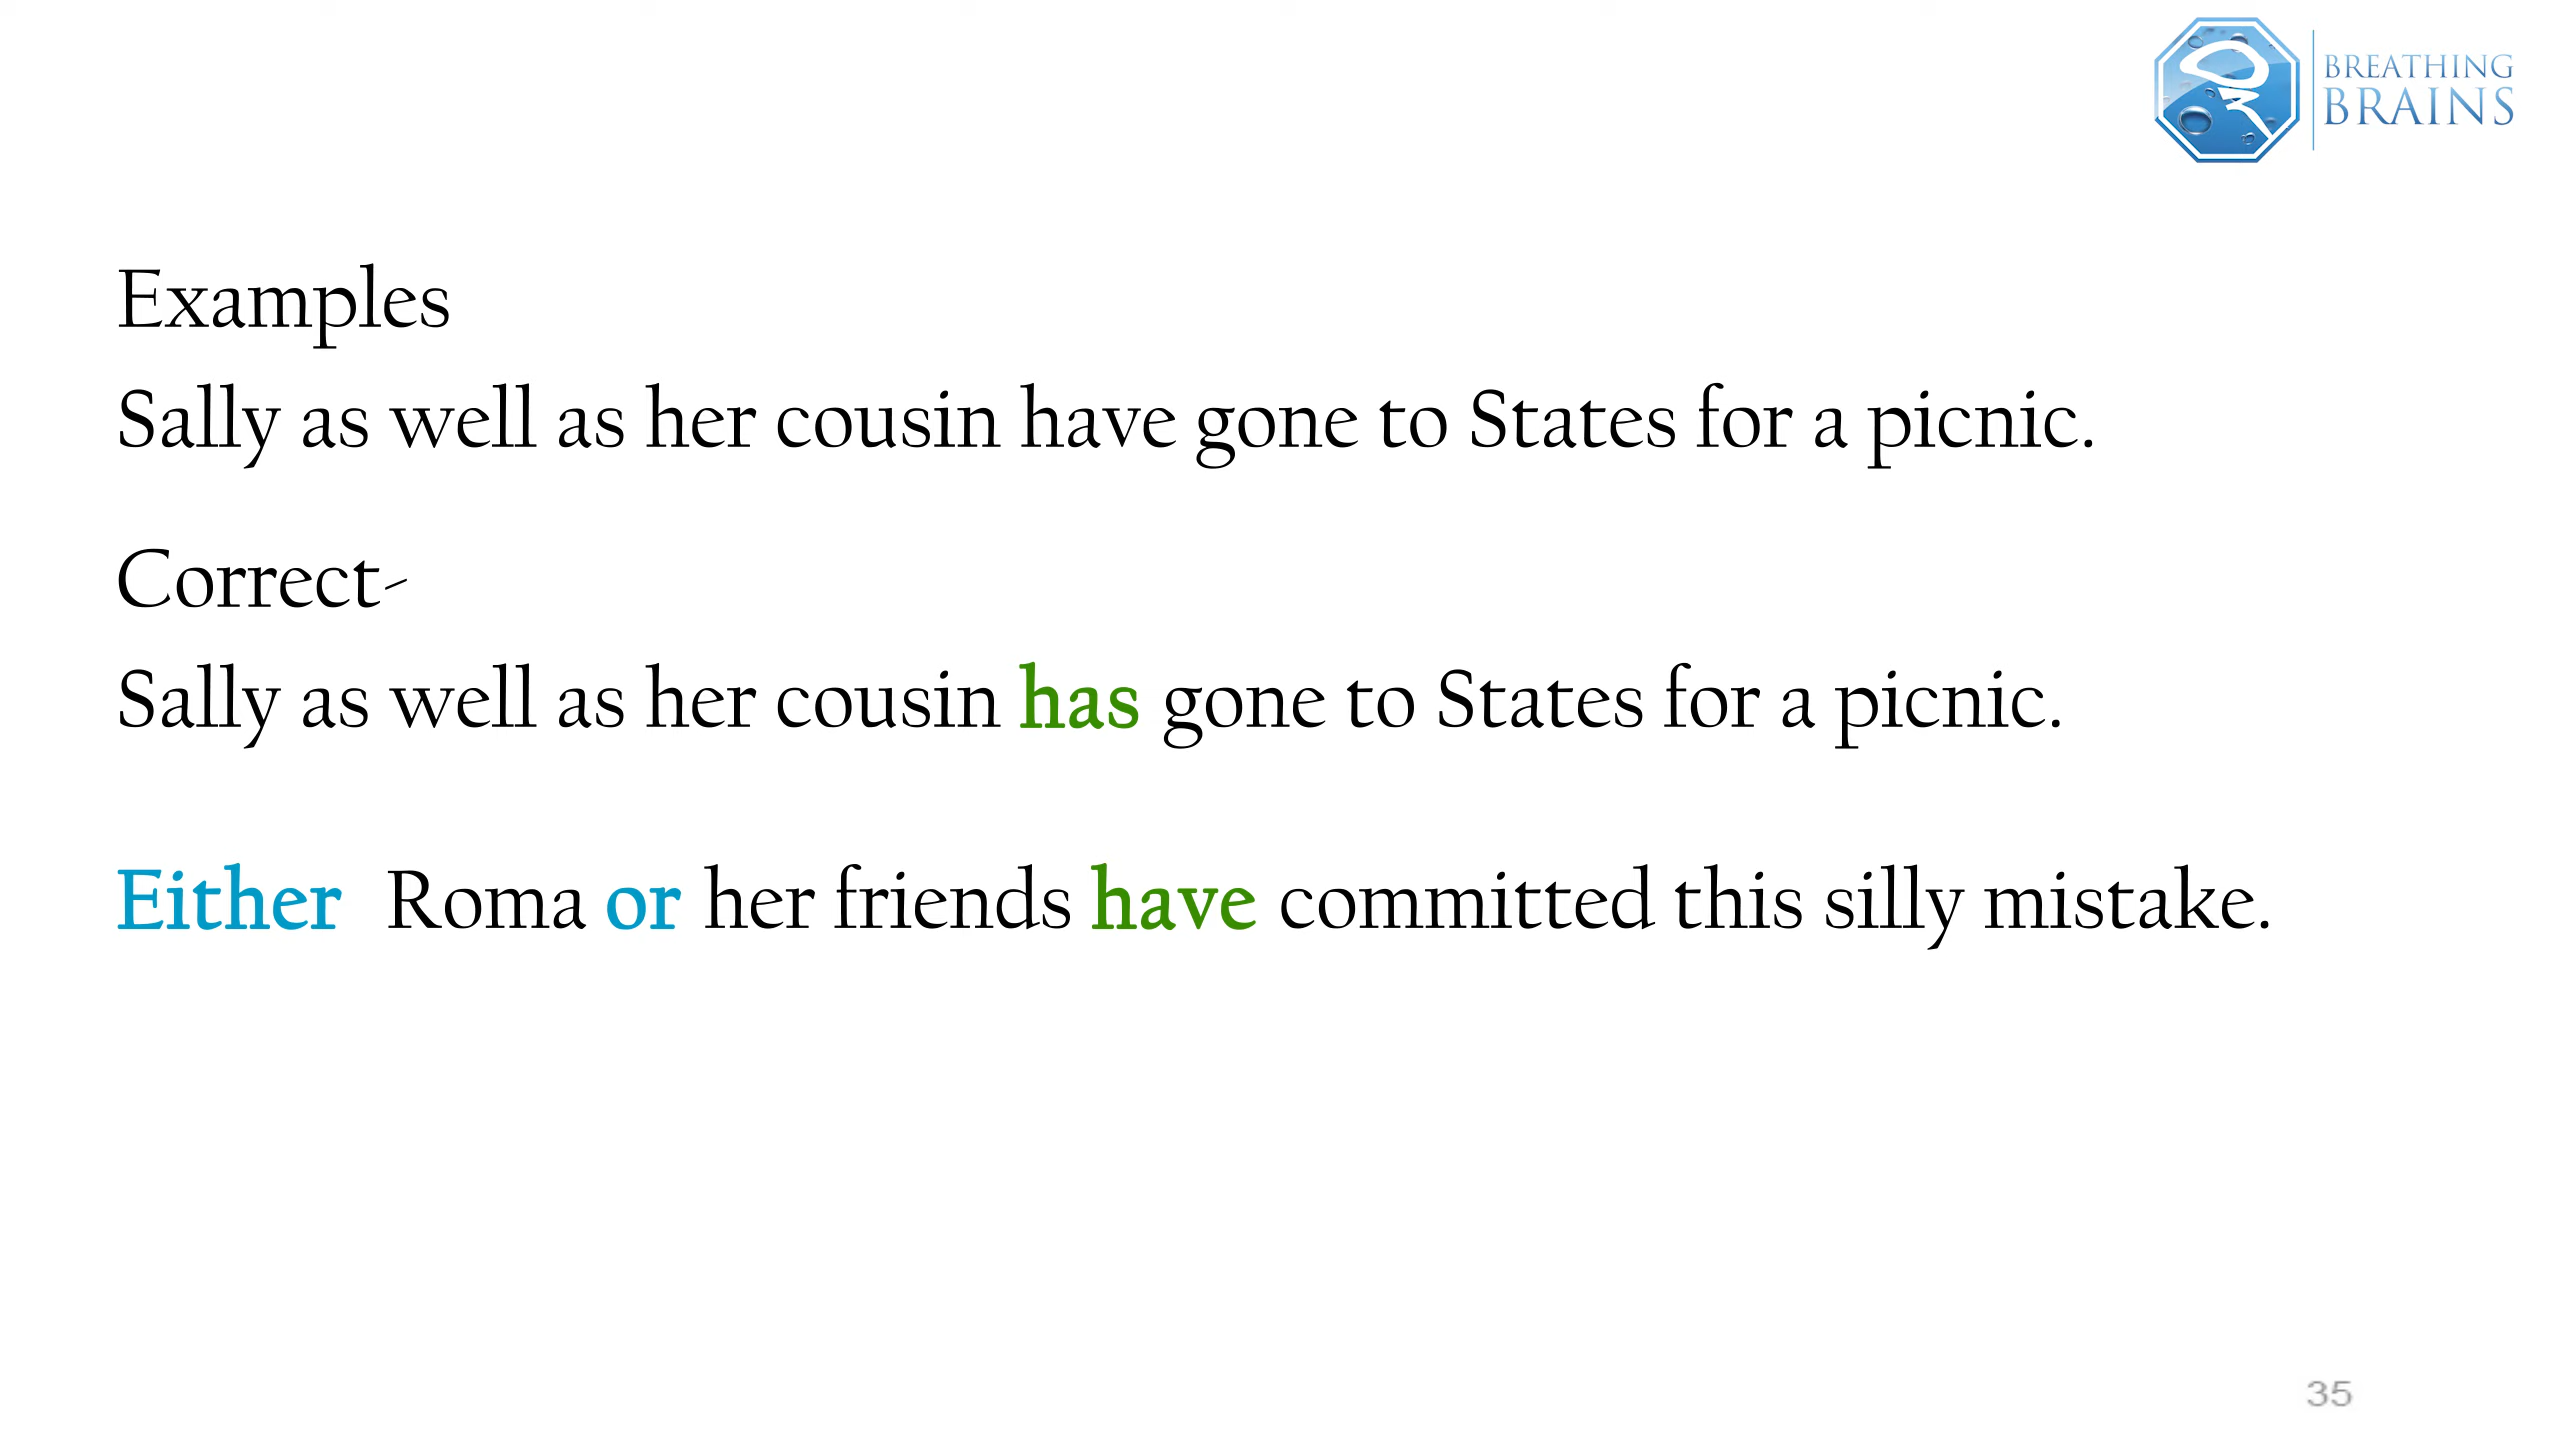 BREATHING
BRAINS
Examples
Sally as well as her cousin have gone to States for a picnic.
Correct-
Sally as well as her cousin has gone to States for a picnic.
Either Roma or her friends have committed this silly mistake.
35